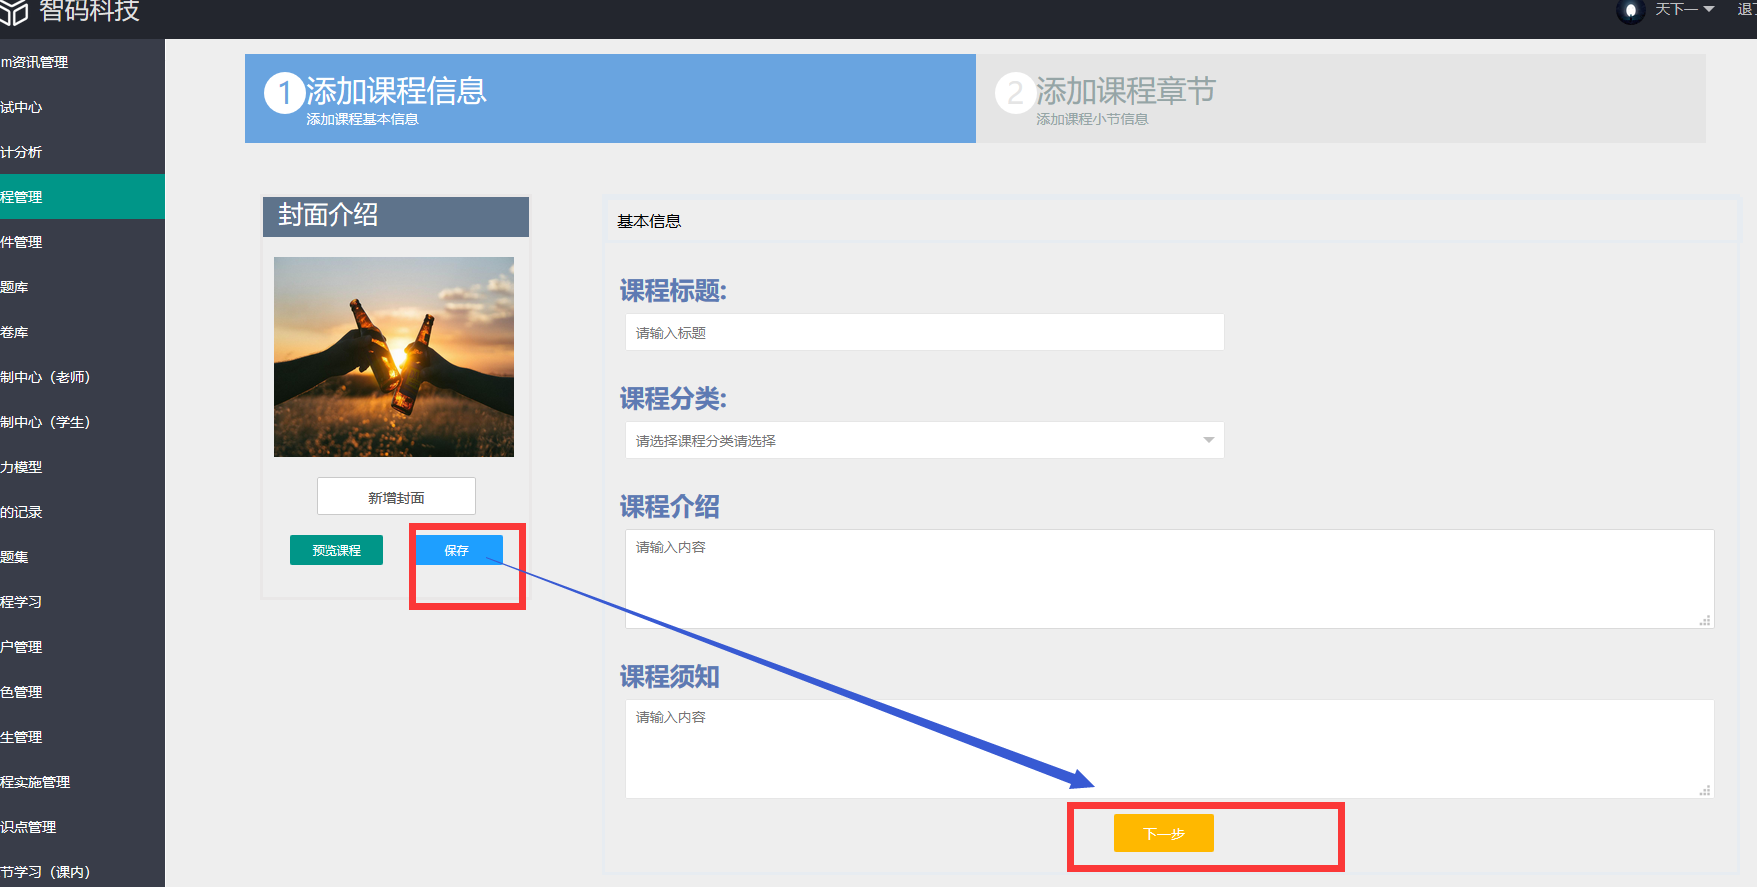 智码科技
天下一
退
m资讯管理
试中心
计分析
程管理
件管理
题库
卷库
制中心（老师）
制中心（学生）
力模型
的记录
题集
程学习
户管理
色管理
生管理
程实施管理
识点管理
节学习（课内）
1 添加课程信息
添加课程基本信息
2 添加课程章节
添加课程小节信息
封面介绍
新增封面
预览课程
保存
基本信息
课程标题:
请输入标题
课程分类:
请选择课程分类请选择
课程介绍
请输入内容
课程须知
请输入内容
下一步